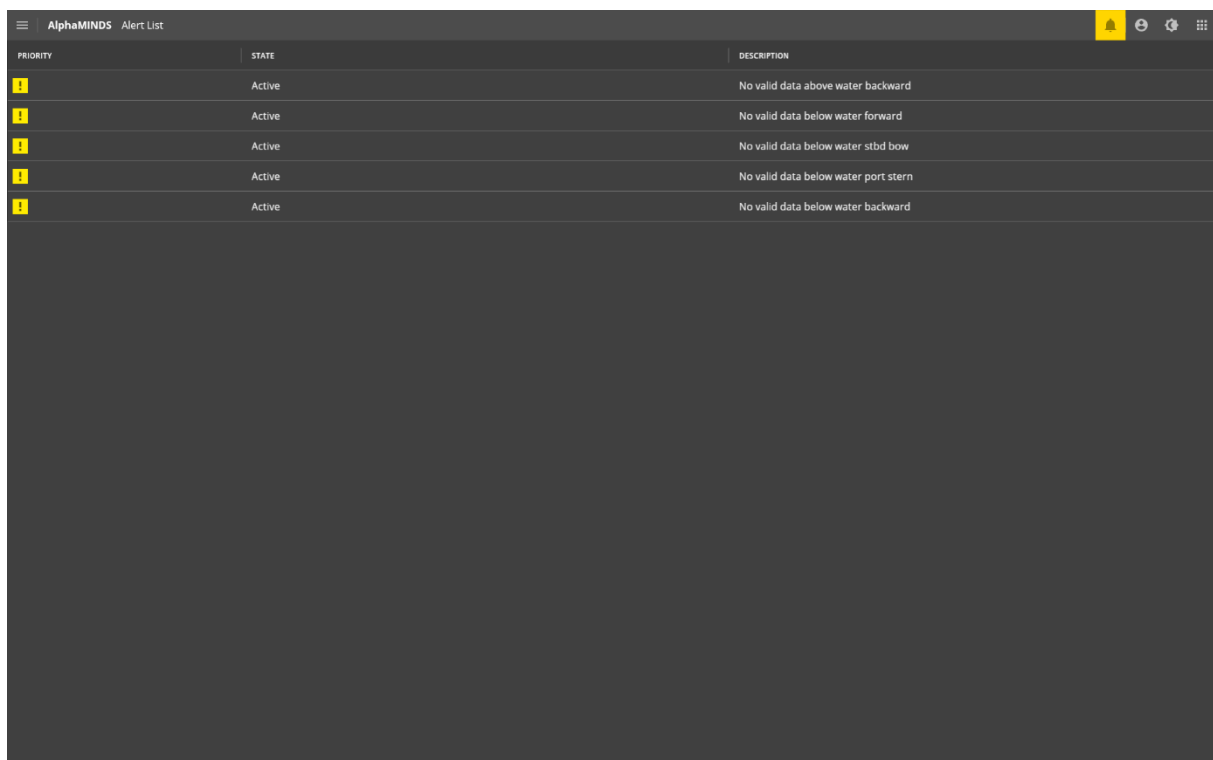 AlphaMINDS Alert List
PRIORITY STATE DESCRIPTION
! Active No valid data above water backward
! Active No valid data below water forward
! Active No valid data below water stbd bow
! Active No valid data below water port stern
! Active No valid data below water backward